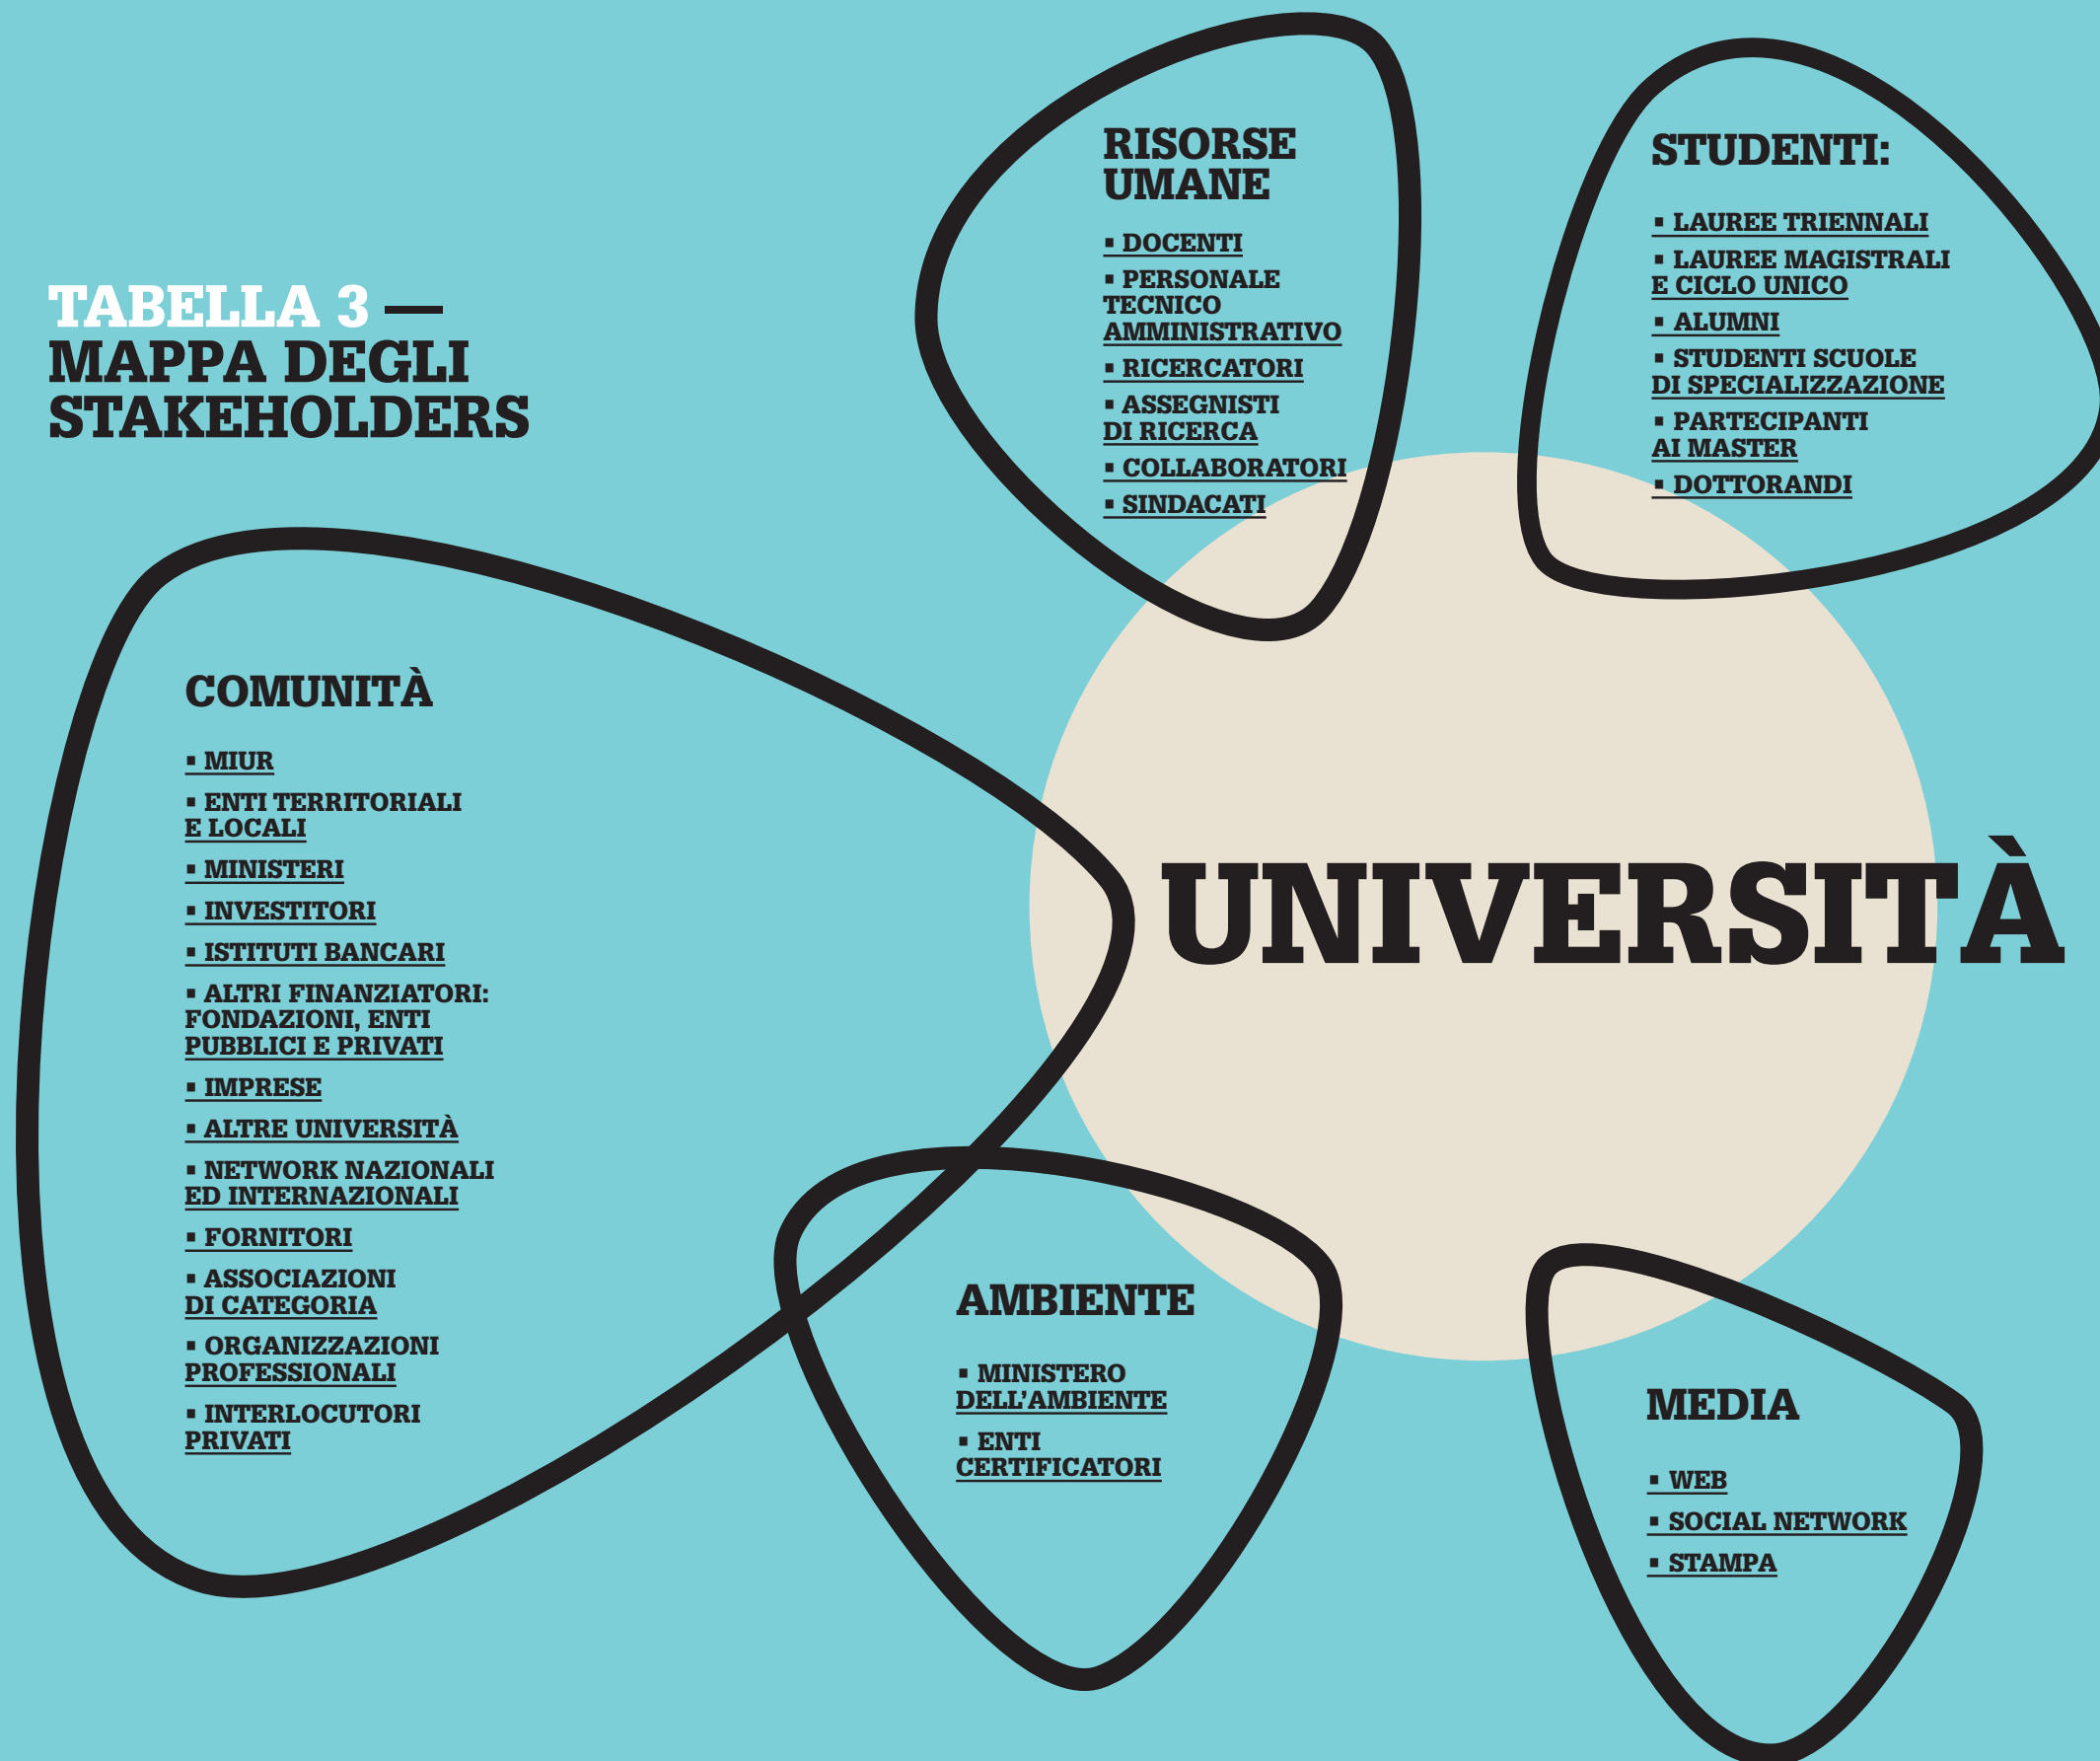 TABELLA 3 —
MAPPA DEGLI
STAKEHOLDERS
RISORSE
UMANE
▪ DOCENTI
▪ PERSONALE
TECNICO
AMMINISTRATIVO
▪ RICERCATORI
▪ ASSEGNISTI
DI RICERCA
▪ COLLABORATORI
▪ SINDACATI
STUDENTI:
▪ LAUREE TRIENNALI
▪ LAUREE MAGISTRALI
E CICLO UNICO
▪ ALUMNI
▪ STUDENTI SCUOLE
DI SPECIALIZZAZIONE
▪ PARTECIPANTI
AI MASTER
▪ DOTTORANDI
COMUNITÀ
▪ MIUR
▪ ENTI TERRITORIALI
E LOCALI
▪ MINISTERI
▪ INVESTITORI
▪ ISTITUTI BANCARI
▪ ALTRI FINANZIATORI:
FONDAZIONI, ENTI
PUBBLICI E PRIVATI
▪ IMPRESE
▪ ALTRE UNIVERSITÀ
▪ NETWORK NAZIONALI
ED INTERNAZIONALI
▪ FORNITORI
▪ ASSOCIAZIONI
DI CATEGORIA
▪ ORGANIZZAZIONI
PROFESSIONALI
▪ INTERLOCUTORI
PRIVATI
UNIVERSITÀ
AMBIENTE
▪ MINISTERO
DELL’AMBIENTE
▪ ENTI
CERTIFICATORI
MEDIA
▪ WEB
▪ SOCIAL NETWORK
▪ STAMPA